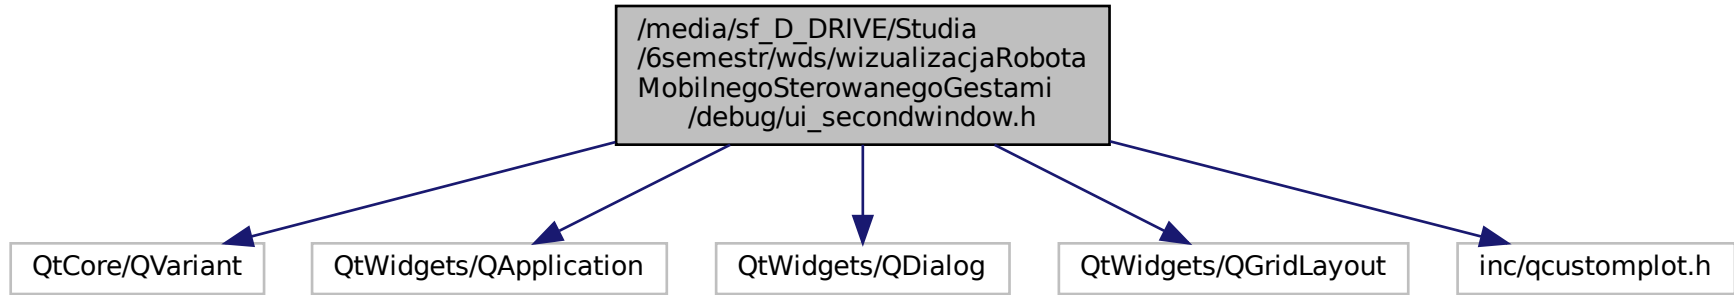 /media/sf_D_DRIVE/Studia
/6semestr/wds/wizualizacjaRobota
MobilnegoSterowanegoGestami
/debug/ui_secondwindow.h
QtCore/QVariant
QtWidgets/QApplication
QtWidgets/QDialog
QtWidgets/QGridLayout
inc/qcustomplot.h